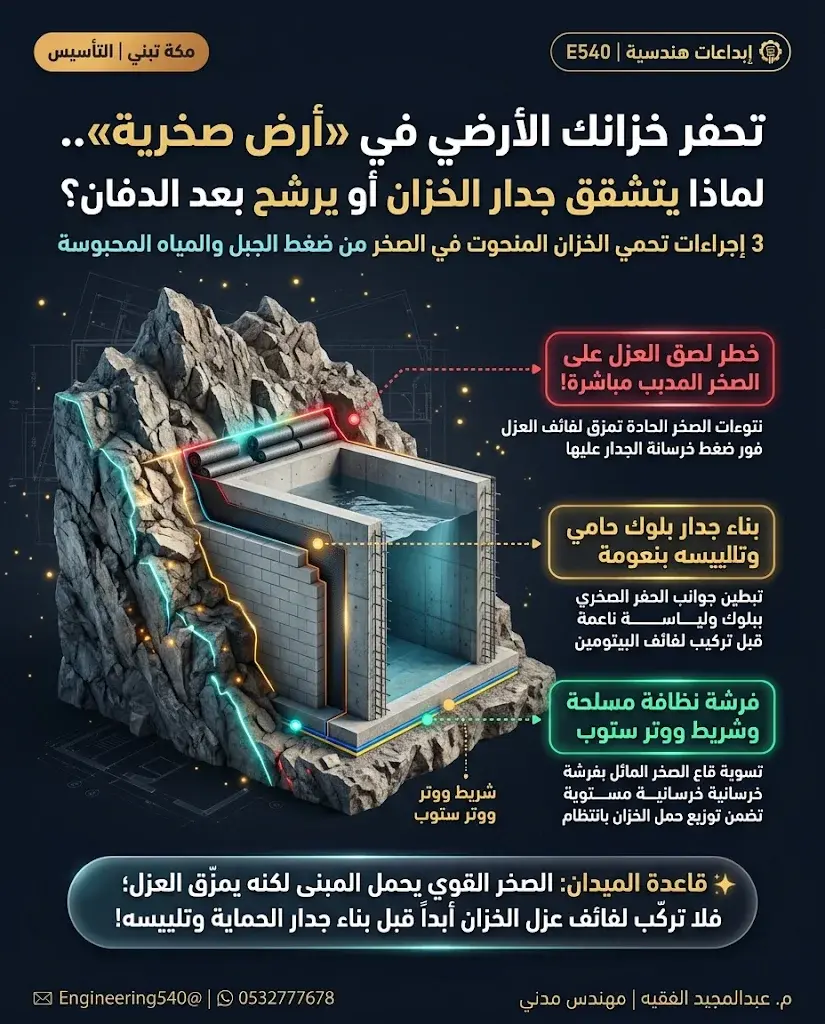 إبداعات هندسية | E540
مكة تبني | التأسيس
تحفر خزانك الأرضي في «أرض صخرية»..
لماذا يتشقق جدار الخزان أو يرشح بعد الدفان؟
3 إجراءات تحمي الخزان المنحوت في الصخر من ضغط الجبل والمياه المحبوسة
خطر لصق العزل على
الصخر المدبب مباشرة!
نتوءات الصخر الحادة تمزق لفائف العزل
فور ضغط خرسانة الجدار عليها
بناء جدار بلوك حامي
وتالييسه بنعومة
تبطين جوانب الحفر الصخري
ببلوك وليـــاســـــــة ناعمة
قبل تركيب لفائف البيتومين
فرشة نظافة مسلحة
وشريط ووتر ستوب
تسوية قاع الصخر المائل بفرشة
خرسانية خرسانيـــة مســـتوية
تضمن توزيع حمل الخزان بانتظام
شريط ووتر
ووتر ستوب
قاعدة الميدان: الصخر القوي يحمل المبنى لكنه يمزّق العزل؛
فلا تركّب لفائف عزل الخزان أبداً قبل بناء جدار الحماية وتلييسه!
م. عبدالمجيد الفقيه | مهندس مدني
Engineering540@ | 0532777678